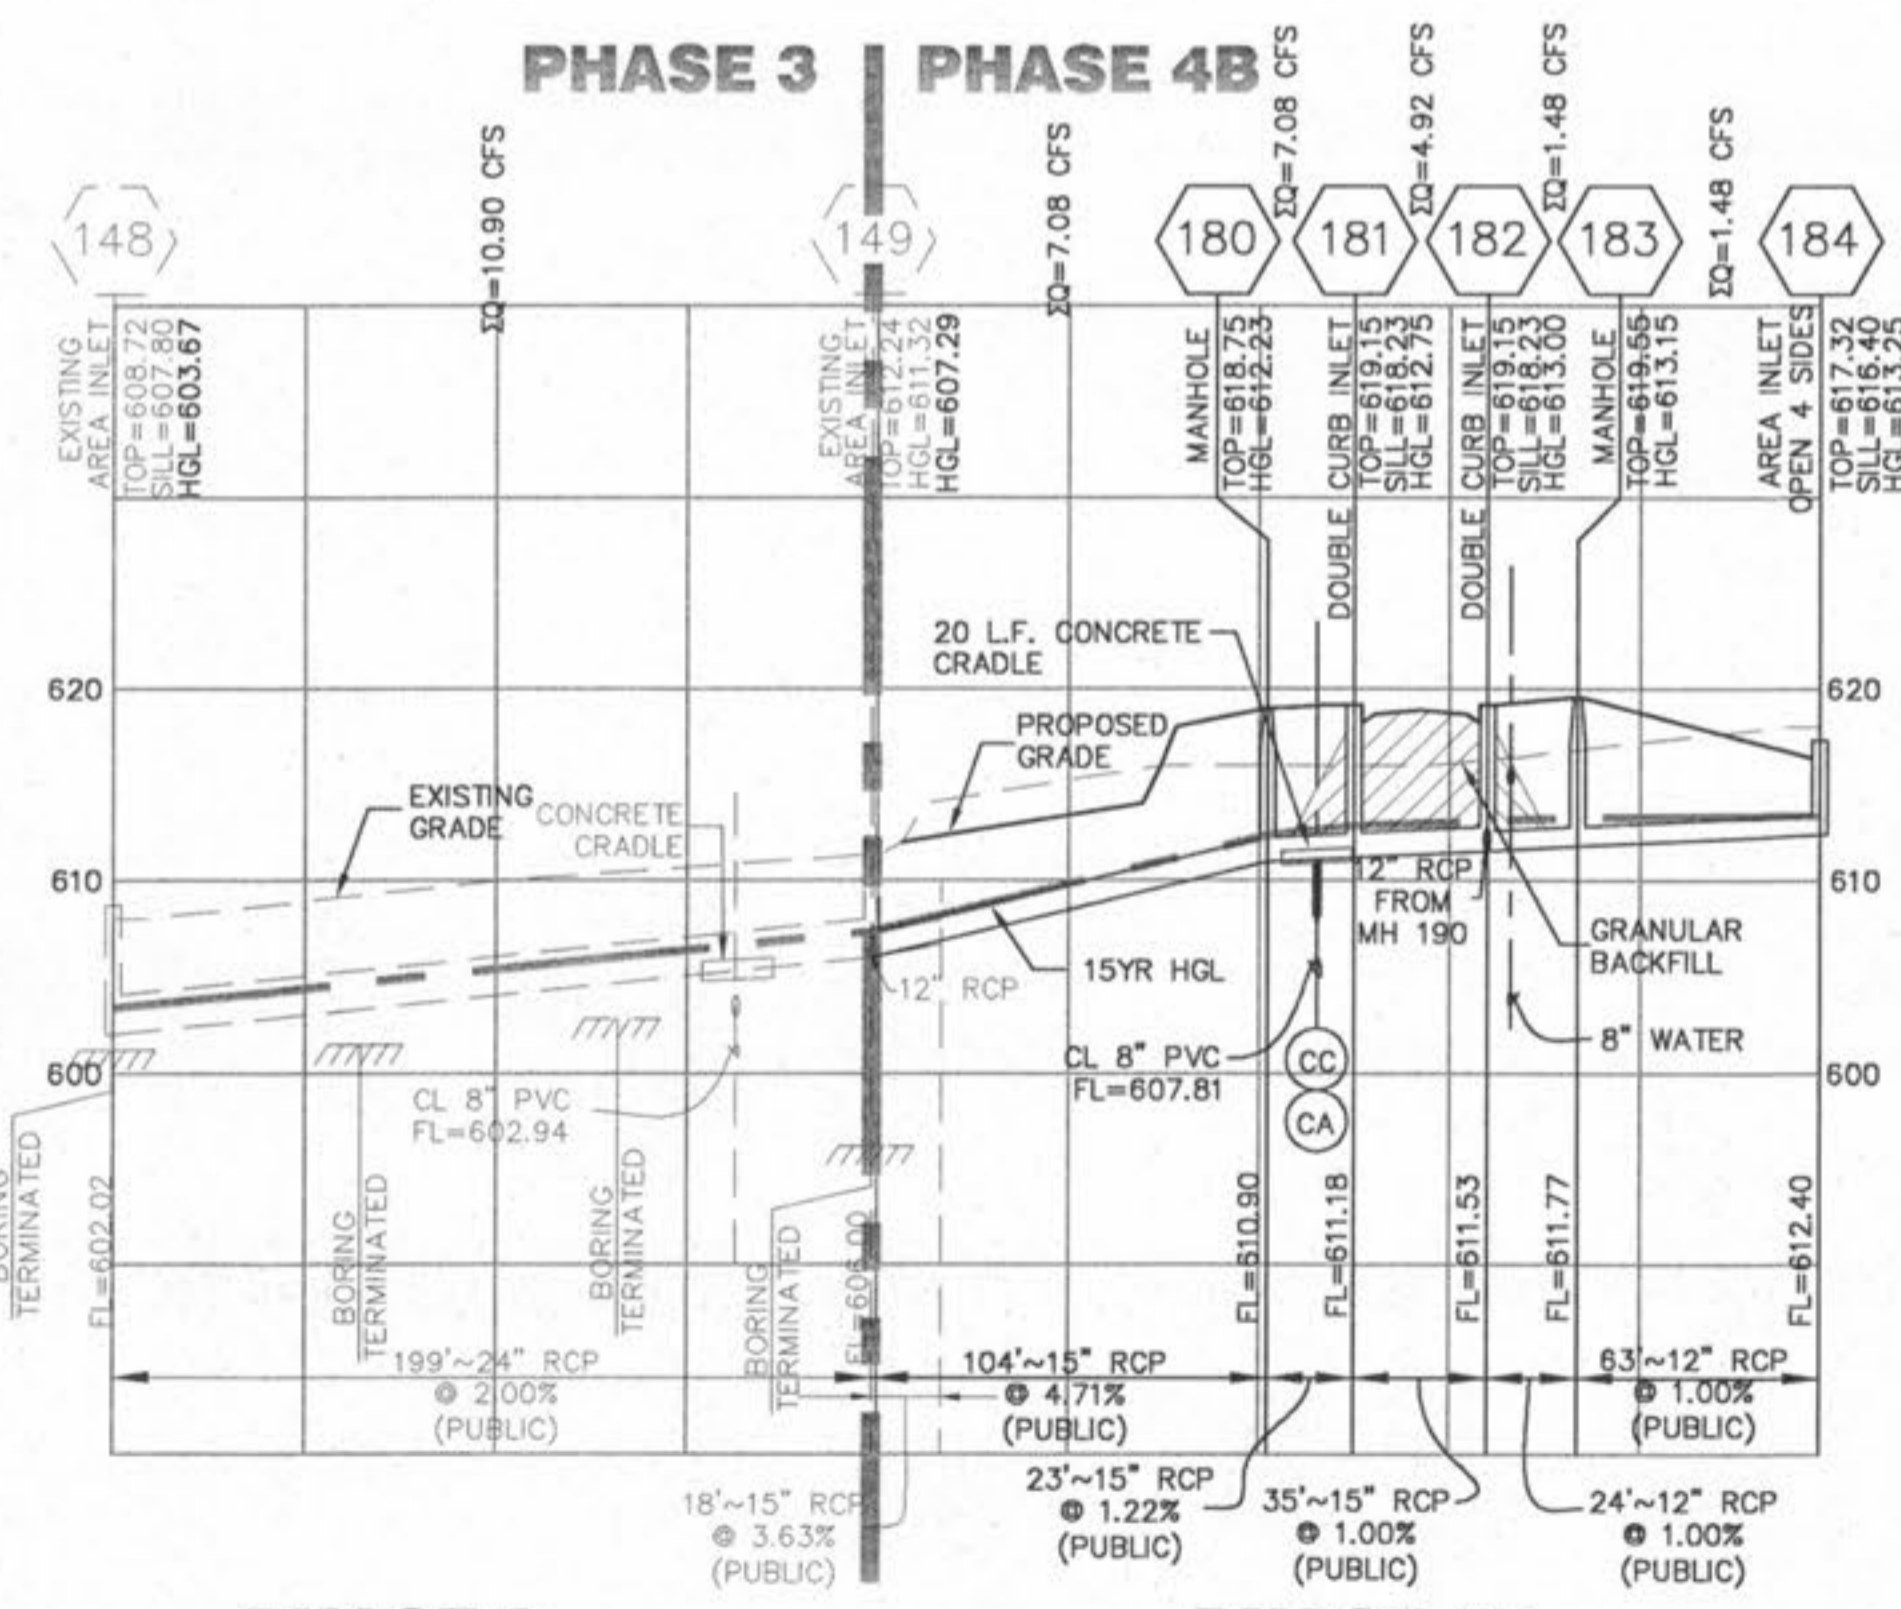 PHASE 3
PHASE 4B
ΣQ=10.90 CFS
ΣQ=7.08 CFS
ΣQ=7.08 CFS
ΣQ=4.92 CFS
ΣQ=1.48 CFS
ΣQ=1.48 CFS
148
149
180
181
182
183
184
EXISTING
AREA INLET
TOP=608.72
SILL=607.80
HGL=603.67
EXISTING
AREA INLET
TOP=612.24
HGL=611.32
HGL=607.29
MANHOLE
TOP=618.75
HGL=612.23
DOUBLE CURB INLET
TOP=619.15
SILL=618.23
HGL=612.75
DOUBLE CURB INLET
TOP=619.15
SILL=618.23
HGL=613.00
MANHOLE
TOP=619.55
HGL=613.15
AREA INLET
OPEN 4 SIDES
TOP=617.32
SILL=616.40
HGL=613.25
20 L.F. CONCRETE
CRADLE
620
620
PROPOSED
GRADE
EXISTING
GRADE
CONCRETE
CRADLE
610
610
12" RCP
FROM
MH 190
GRANULAR
BACKFILL
15YR HGL
12" RCP
8" WATER
CL 8" PVC
FL=607.81
CC
CA
600
600
CL 8" PVC
FL=602.94
TERMINATED
FL=602.02
BORING
TERMINATED
BORING
TERMINATED
BORING
TERMINATED
FL=606.00
FL=610.90
FL=611.18
FL=611.53
FL=611.77
FL=612.40
199'~24" RCP
@ 2.00%
(PUBLIC)
104'~15" RCP
@ 4.71%
(PUBLIC)
63'~12" RCP
@ 1.00%
(PUBLIC)
18'~15" RCP
@ 3.63%
(PUBLIC)
23'~15" RCP
@ 1.22%
(PUBLIC)
35'~15" RCP
@ 1.00%
(PUBLIC)
24'~12" RCP
@ 1.00%
(PUBLIC)